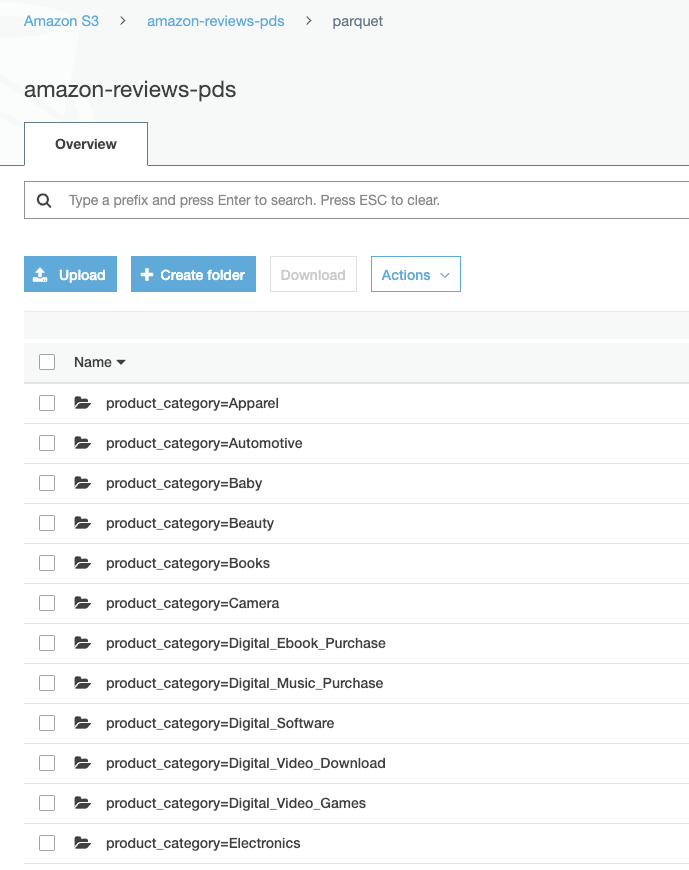 Amazon S3 > amazon-reviews-pds > parquet
amazon-reviews-pds
Overview
Type a prefix and press Enter to search. Press ESC to clear.
Upload Create folder Download Actions
Name
product_category=Apparel
product_category=Automotive
product_category=Baby
product_category=Beauty
product_category=Books
product_category=Camera
product_category=Digital_Ebook_Purchase
product_category=Digital_Music_Purchase
product_category=Digital_Software
product_category=Digital_Video_Download
product_category=Digital_Video_Games
product_category=Electronics